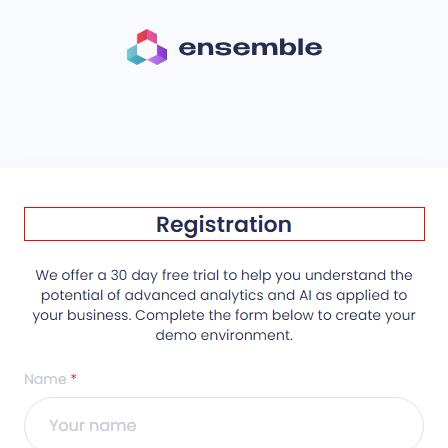 ensemble
Registration
We offer a 30 day free trial to help you understand the
potential of advanced analytics and AI as applied to
your business. Complete the form below to create your
demo environment.
Name *
Your name